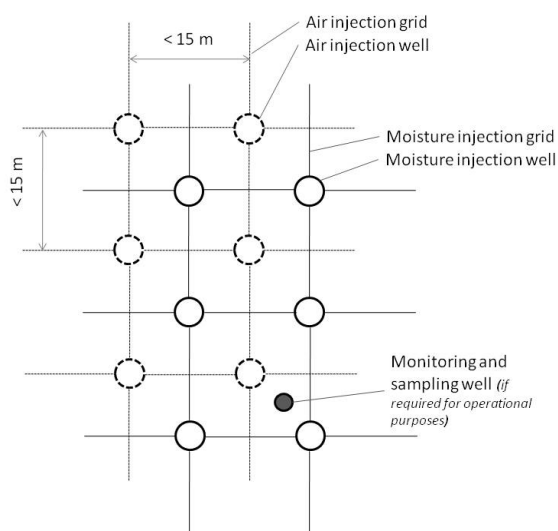 < 15 m
Air injection grid
Air injection well
< 15 m
Moisture injection grid
Moisture injection well
Monitoring and
sampling well (if
required for operational
purposes)